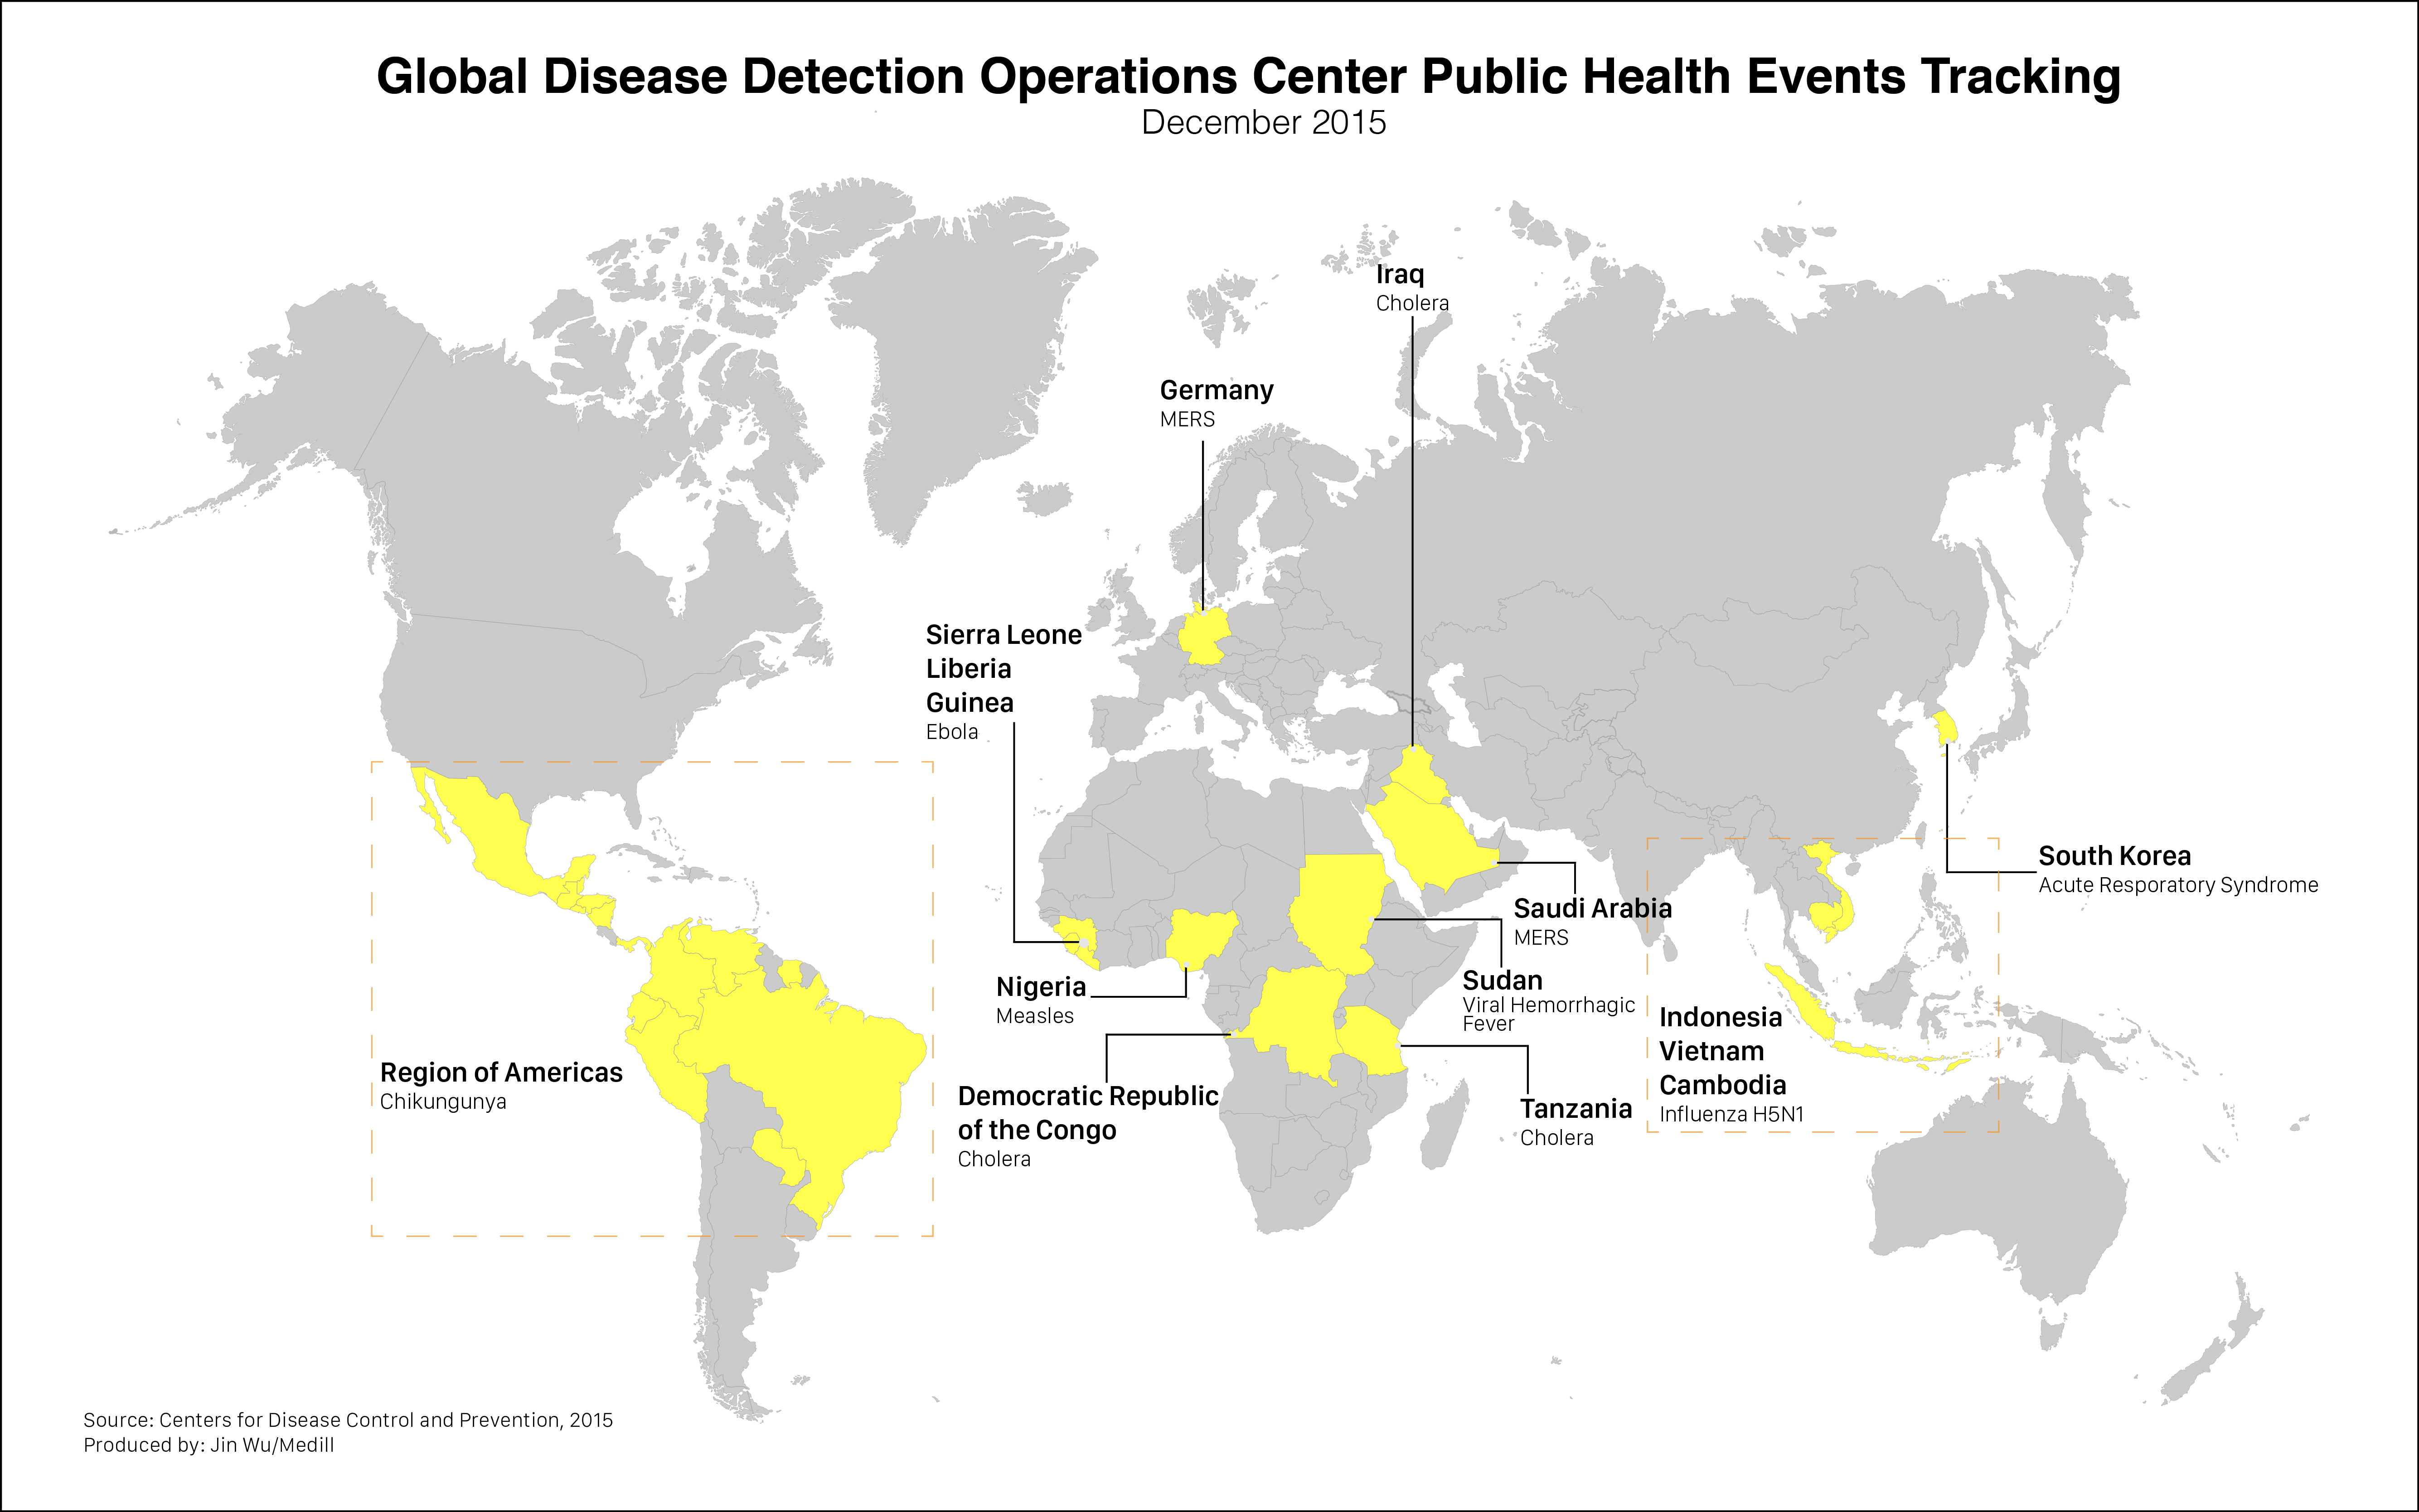 Global Disease Detection Operations Center Public Health Events Tracking
December 2015
Iraq
Cholera
Germany
MERS
Sierra Leone
Liberia
Guinea
Ebola
South Korea
Acute Resporatory Syndrome
Saudi Arabia
MERS
Sudan
Viral Hemorrhagic
Fever
Nigeria
Measles
Indonesia
Vietnam
Cambodia
Influenza H5N1
Region of Americas
Chikungunya
Democratic Republic
of the Congo
Cholera
Tanzania
Cholera
Source: Centers for Disease Control and Prevention, 2015
Produced by: Jin Wu/Medill